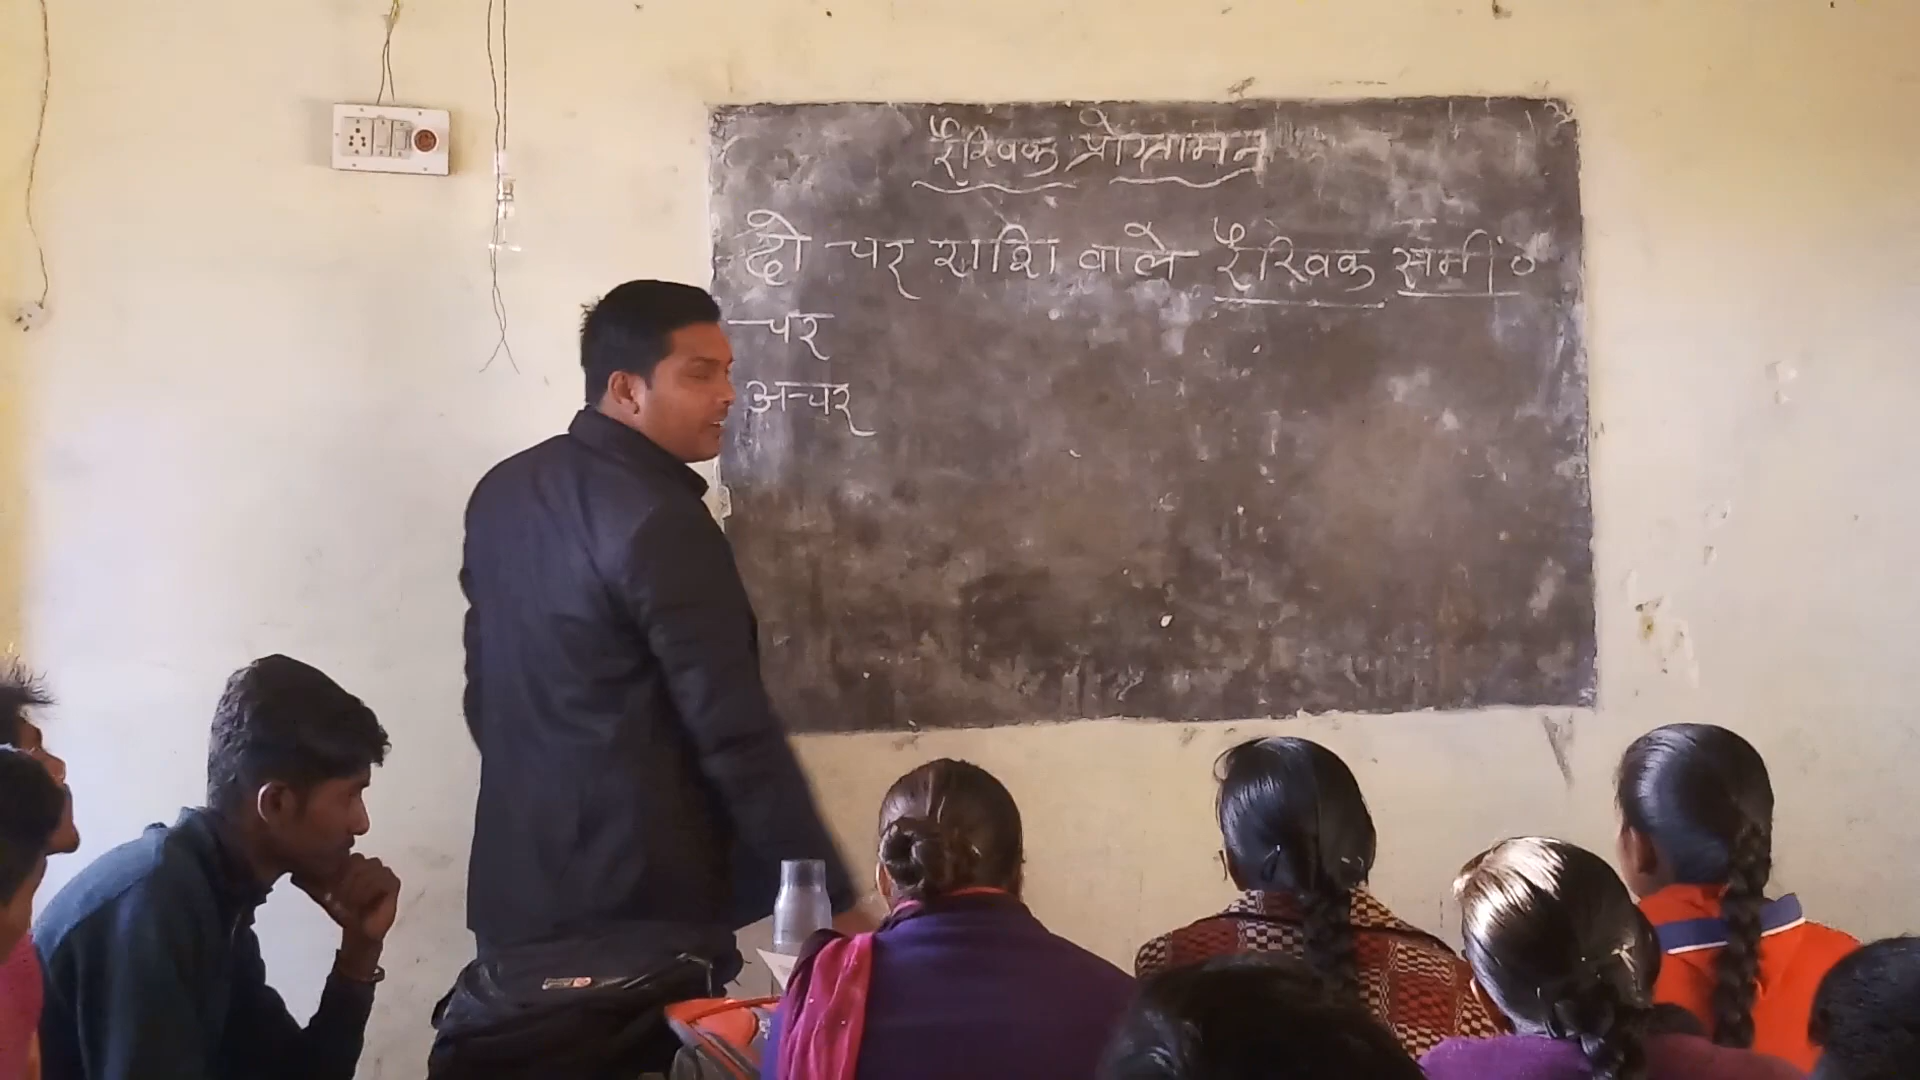 रैखिक प्रोग्रामन
दो चर राशि वाले रैखिक समी०
चर
अचर